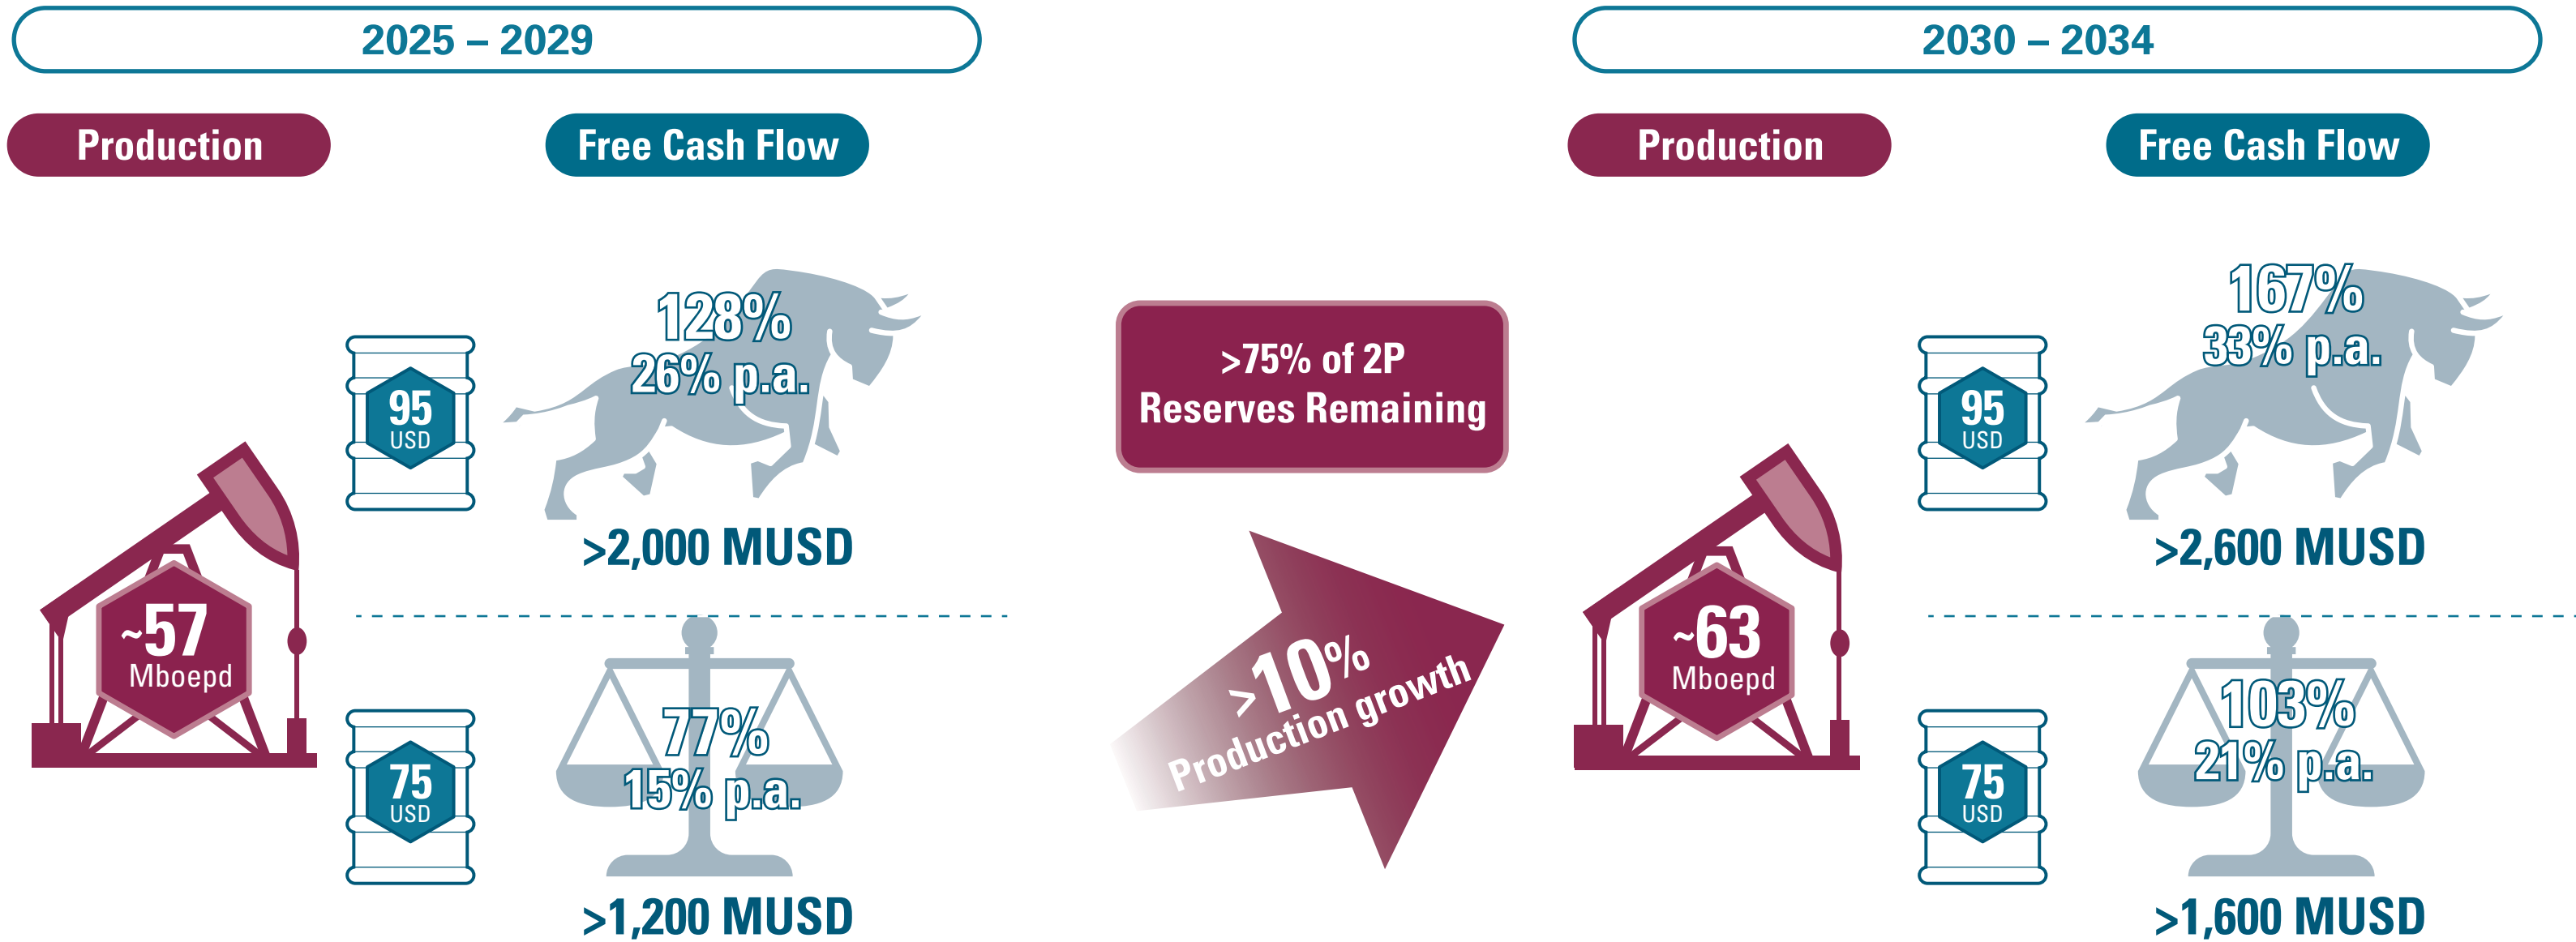 2025 – 2029
Production
Free Cash Flow
95
USD
128%
26% p.a.
>2,000 MUSD
~57
Mboepd
75
USD
77%
15% p.a.
>1,200 MUSD
>75% of 2P
Reserves Remaining
>10%
Production growth
2030 – 2034
Production
Free Cash Flow
95
USD
167%
33% p.a.
>2,600 MUSD
~63
Mboepd
75
USD
103%
21% p.a.
>1,600 MUSD